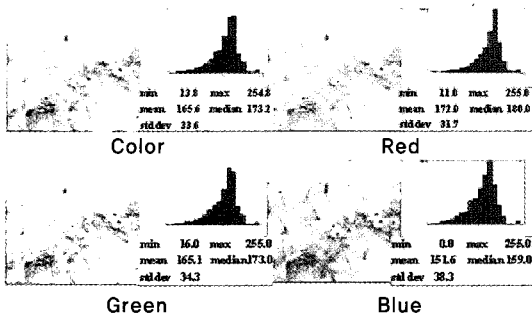 min 13.8 max 254.8
mean 165.6 median 173.2
std dev 33.6
Color
min 11.0 max 255.0
mean 172.0 median 180.0
std dev 31.7
Red
min 16.0 max 255.0
mean 165.1 median 173.0
std dev 34.3
Green
min 0.0 max 255.0
mean 151.6 median 159.0
std dev 38.3
Blue